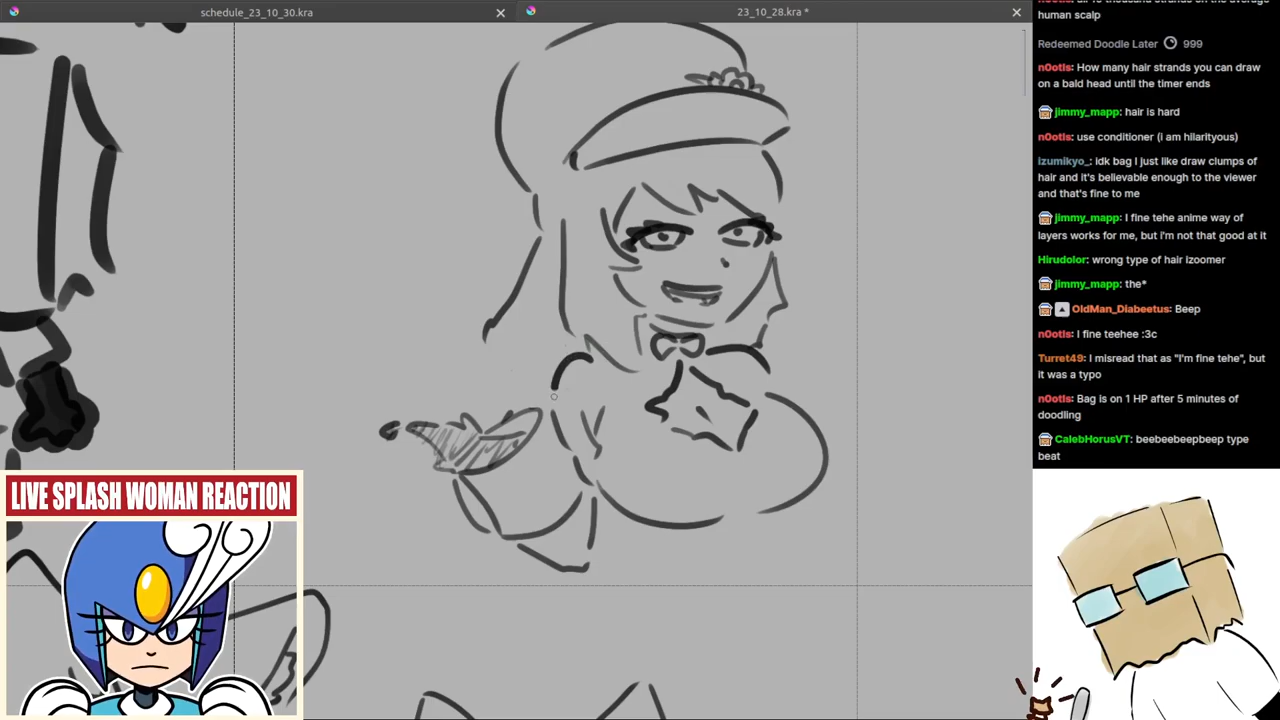 schedule_23_10_30.kra
23_10_28.kra *
human scalp
Redeemed Doodle Later 999
n0otls: How many hair strands you can draw
on a bald head until the timer ends
jimmy_mapp: hair is hard
n0otls: use conditioner (i am hilarityous)
izumikyo_: idk bag I just like draw clumps of
hair and it's believable enough to the viewer
and that's fine to me
jimmy_mapp: I fine tehe anime way of
layers works for me, but i'm not that good at it
Hirudolor: wrong type of hair izoomer
jimmy_mapp: the*
OldMan_Diabeetus: Beep
n0otls: I fine teehee :3c
Turret49: I misread that as "I'm fine tehe", but
it was a typo
n0otls: Bag is on 1 HP after 5 minutes of
doodling
CalebHorusVT: beebeebeepbeep type
beat
LIVE SPLASH WOMAN REACTION